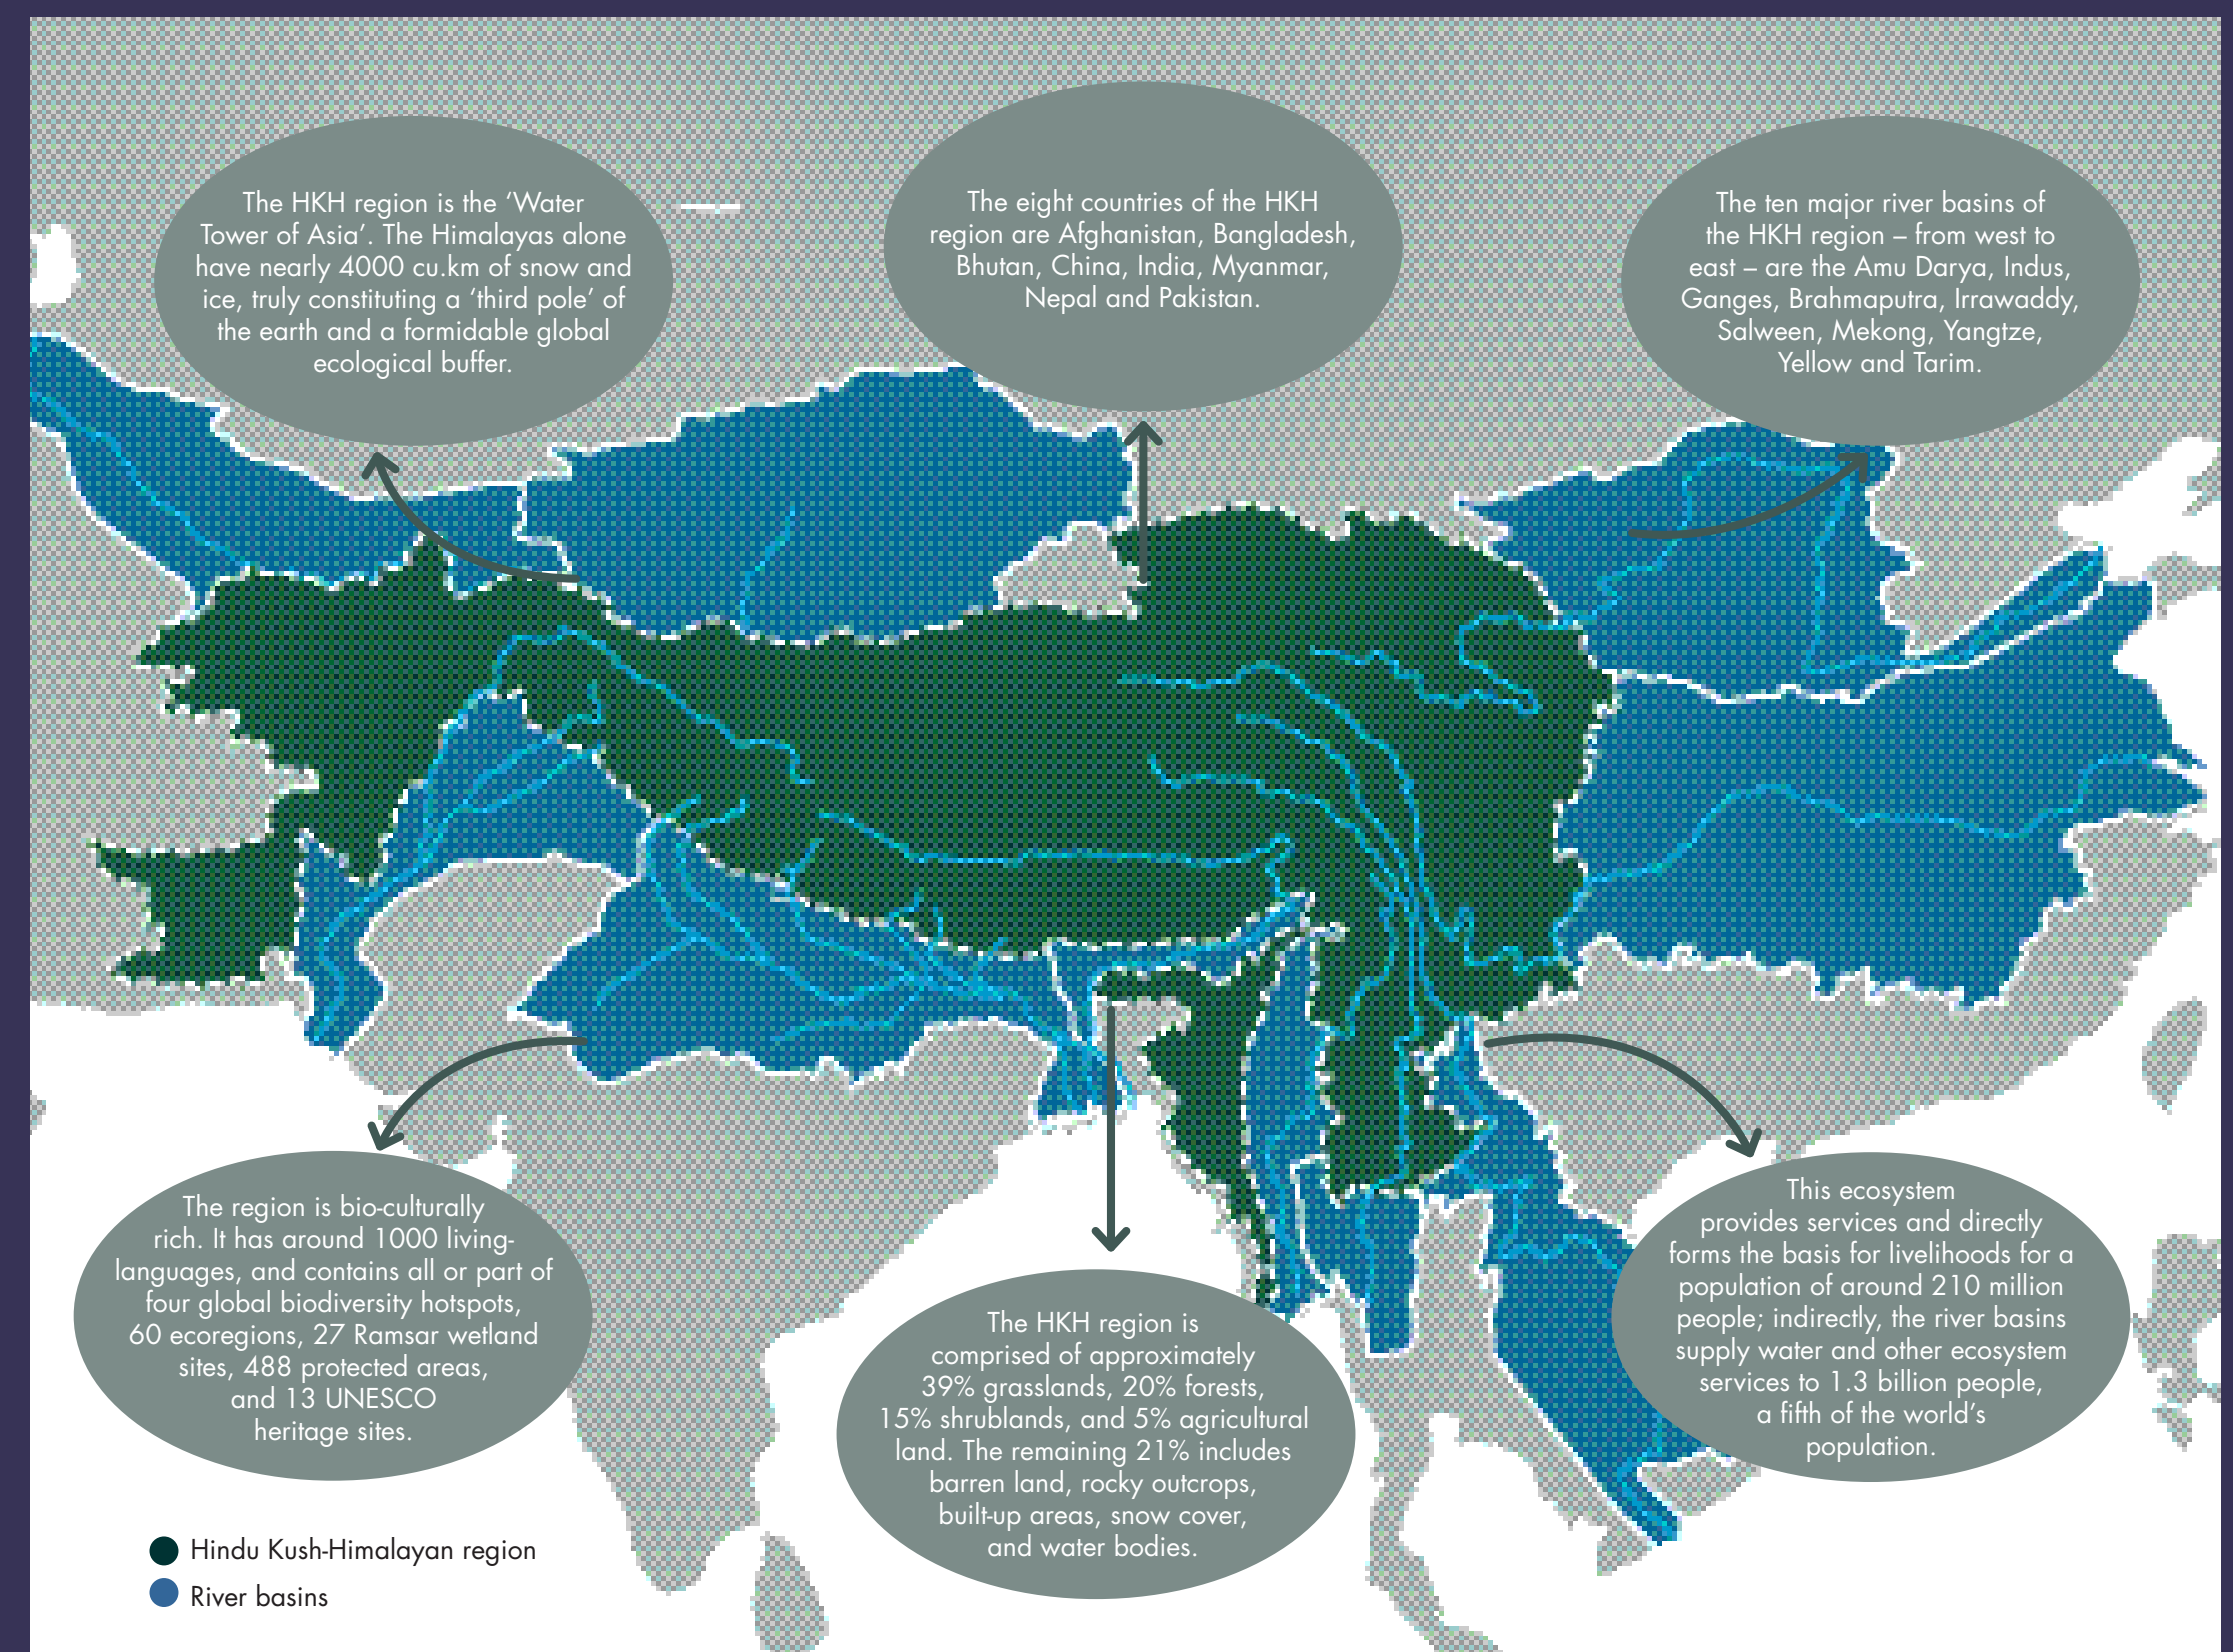 The HKH region is the ‘Water
Tower of Asia’. The Himalayas alone
have nearly 4000 cu.km of snow and
ice, truly constituting a ‘third pole’ of
the earth and a formidable global
ecological buffer.
The eight countries of the HKH
region are Afghanistan, Bangladesh,
Bhutan, China, India, Myanmar,
Nepal and Pakistan.
The ten major river basins of
the HKH region – from west to
east – are the Amu Darya, Indus,
Ganges, Brahmaputra, Irrawaddy,
Salween, Mekong, Yangtze,
Yellow and Tarim.
The region is bio-culturally
rich. It has around 1000 living-
languages, and contains all or part of
four global biodiversity hotspots,
60 ecoregions, 27 Ramsar wetland
sites, 488 protected areas,
and 13 UNESCO
heritage sites.
The HKH region is
comprised of approximately
39% grasslands, 20% forests,
15% shrublands, and 5% agricultural
land. The remaining 21% includes
barren land, rocky outcrops,
built-up areas, snow cover,
and water bodies.
This ecosystem
provides services and directly
forms the basis for livelihoods for a
population of around 210 million
people; indirectly, the river basins
supply water and other ecosystem
services to 1.3 billion people,
a fifth of the world’s
population.
Hindu Kush-Himalayan region
River basins